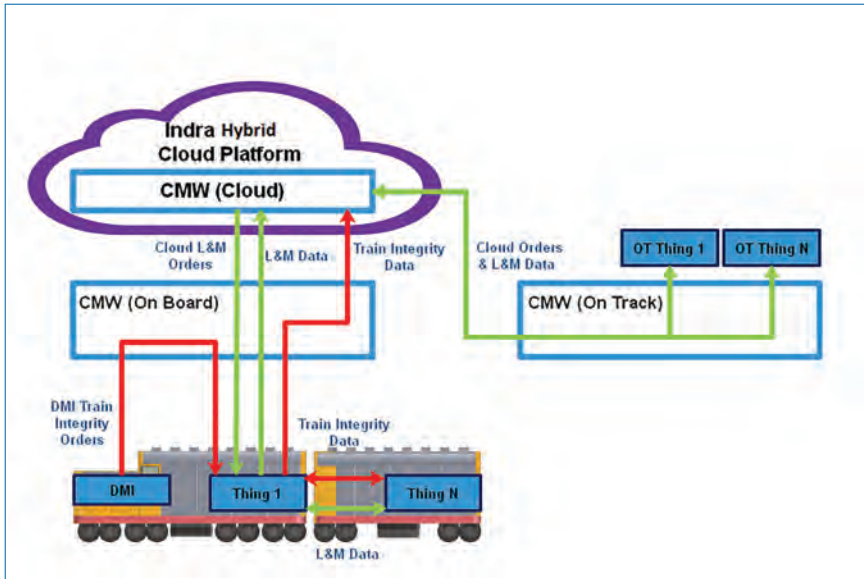 Indra Hybrid
Cloud Platform
CMW (Cloud)
Cloud L&M
Orders
L&M Data
Train Integrity
Data
Cloud Orders
& L&M Data
OT Thing 1
OT Thing N
CMW (On Board)
CMW (On Track)
DMI Train
Integrity
Orders
Train Integrity
Data
DMI
Thing 1
Thing N
L&M Data